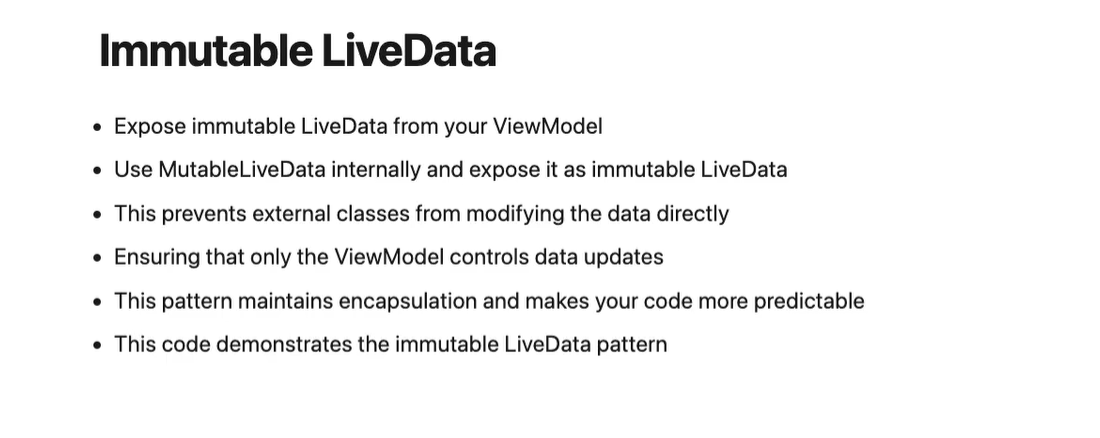 Immutable LiveData
• Expose immutable LiveData from your ViewModel
• Use MutableLiveData internally and expose it as immutable LiveData
• This prevents external classes from modifying the data directly
• Ensuring that only the ViewModel controls data updates
• This pattern maintains encapsulation and makes your code more predictable
• This code demonstrates the immutable LiveData pattern